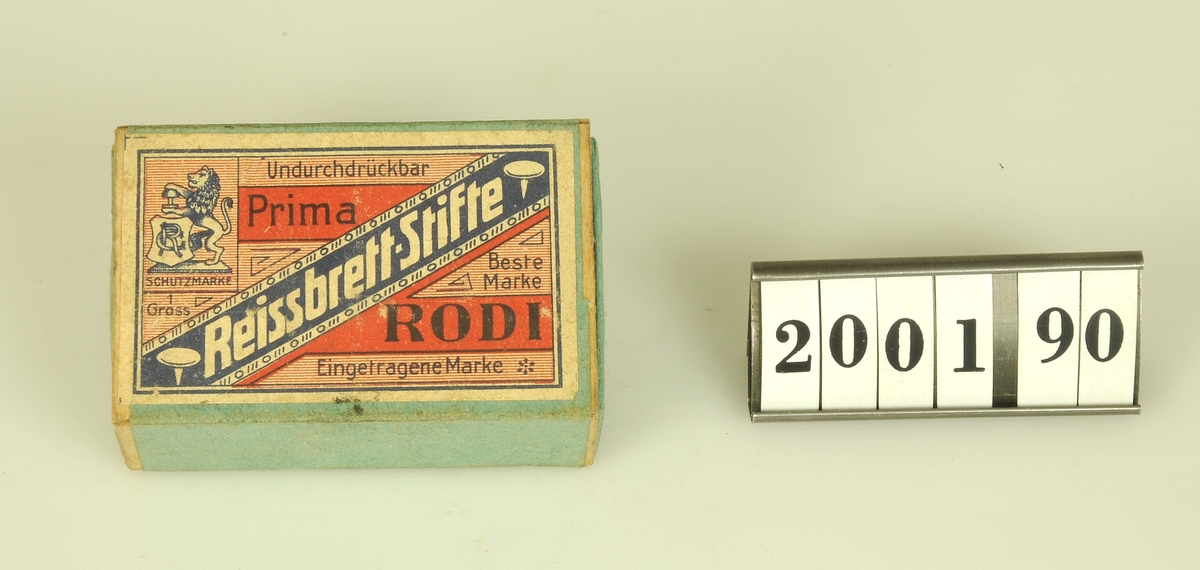 Undurchdrückbar
Prima
Reissbrett-Stifte
R
SCHUTZMARKE
1
Gross
Beste
Marke
RODI
Eingetragene Marke *
2001 90